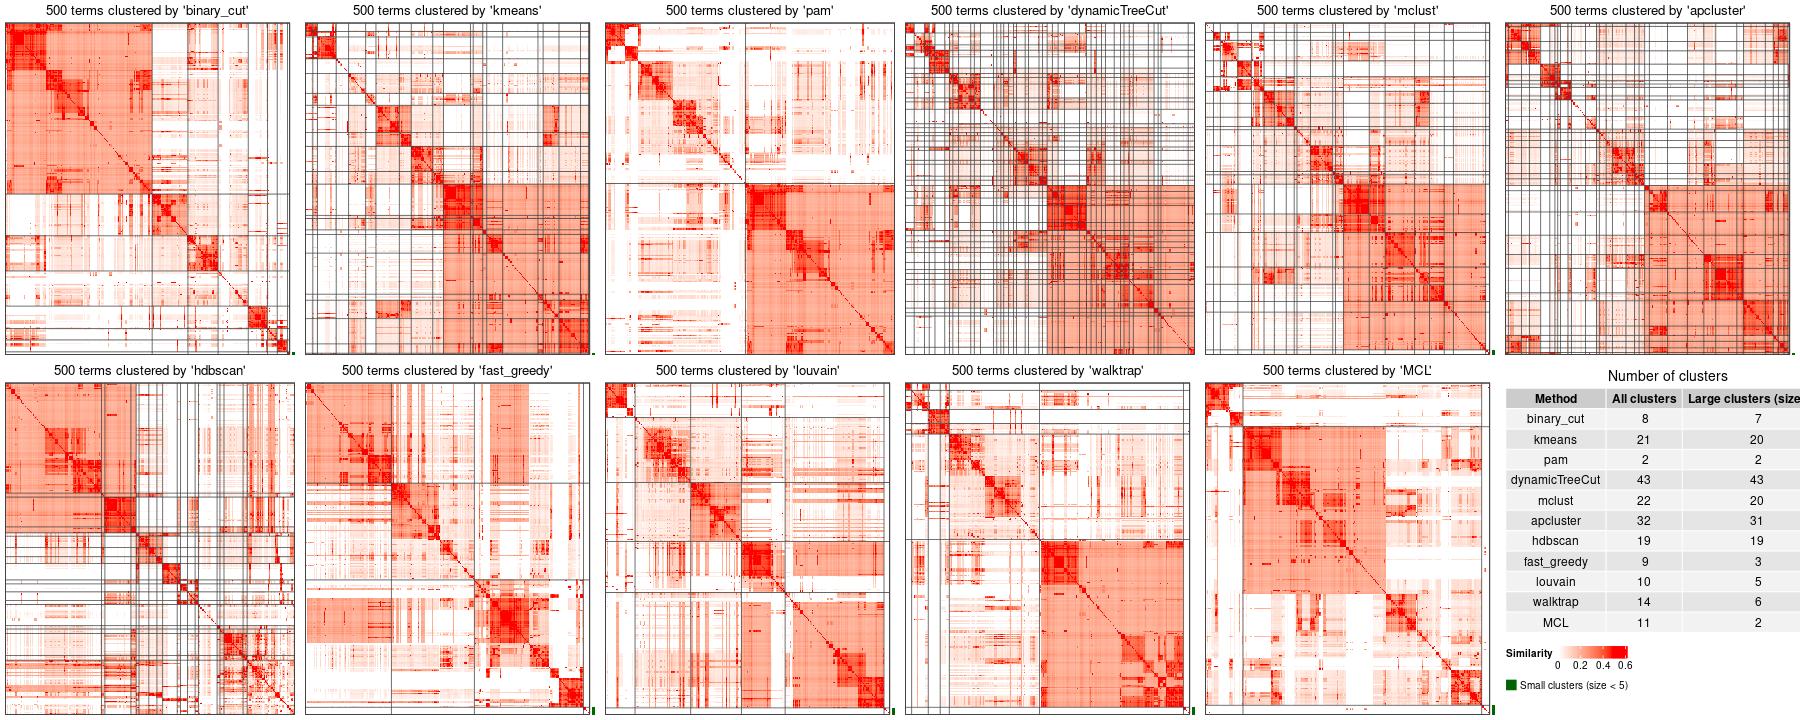 500 terms clustered by 'binary_cut'
500 terms clustered by 'kmeans'
500 terms clustered by 'pam'
500 terms clustered by 'dynamicTreeCut'
500 terms clustered by 'mclust'
500 terms clustered by 'apcluster'
500 terms clustered by 'hdbscan'
500 terms clustered by 'fast_greedy'
500 terms clustered by 'louvain'
500 terms clustered by 'walktrap'
500 terms clustered by 'MCL'
Number of clusters
Method All clusters Large clusters (size
binary_cut 8 7
kmeans 21 20
pam 2 2
dynamicTreeCut 43 43
mclust 22 20
apcluster 32 31
hdbscan 19 19
fast_greedy 9 3
louvain 10 5
walktrap 14 6
MCL 11 2
Similarity
0 0.2 0.4 0.6
Small clusters (size < 5)